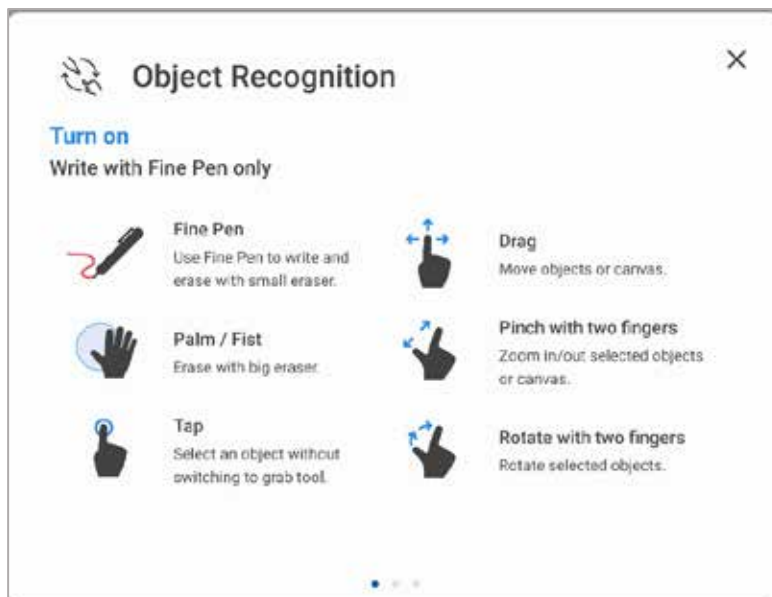 Object Recognition
Turn on
Write with Fine Pen only
Fine Pen
Use Fine Pen to write and
erase with small eraser.
Palm / Fist
Erase with big eraser.
Tap
Select an object without
switching to grab tool.
Drag
Move objects or canvas.
Pinch with two fingers
Zoom in/out selected objects
or canvas.
Rotate with two fingers
Rotate selected objects.